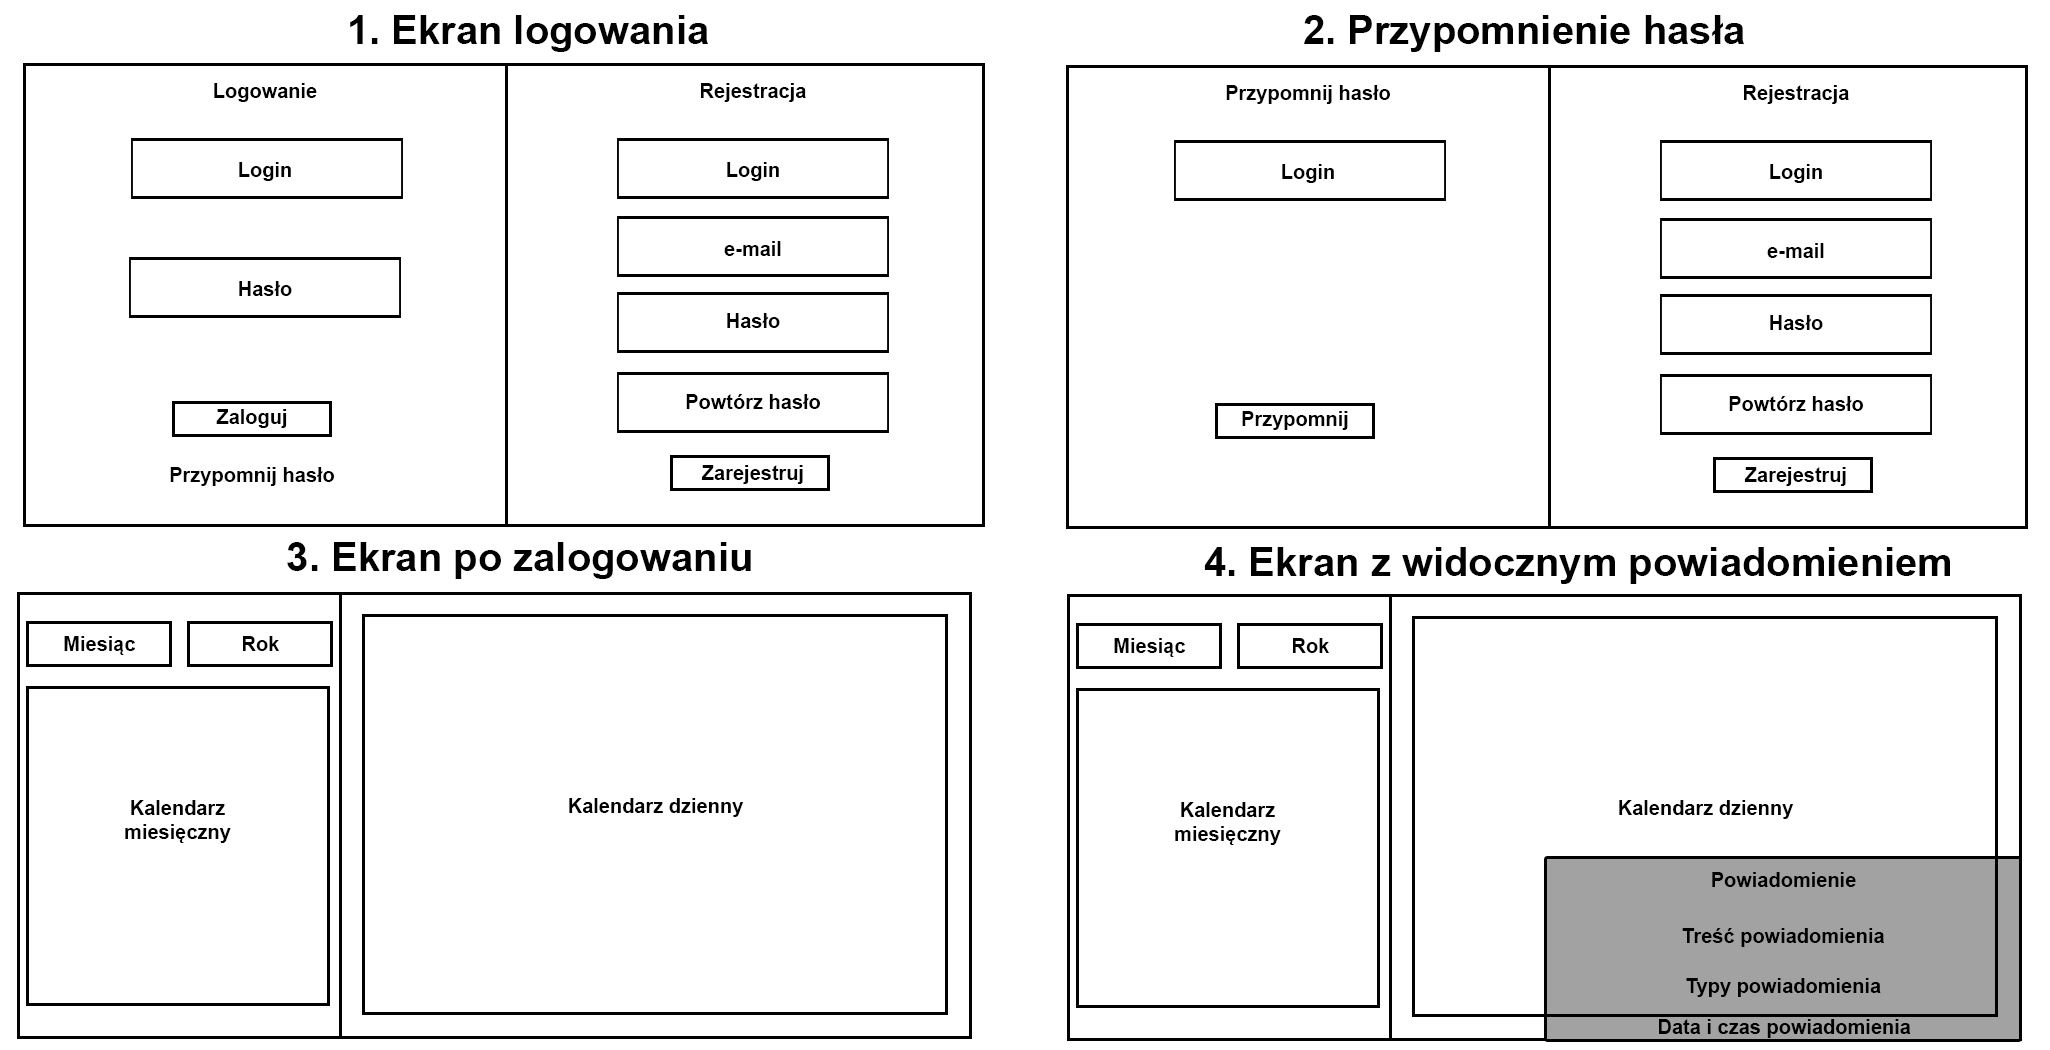 1. Ekran logowania
Logowanie
Login
Hasło
Zaloguj
Przypomnij hasło
Rejestracja
Login
e-mail
Hasło
Powtórz hasło
Zarejestruj
2. Przypomnienie hasła
Przypomnij hasło
Login
Przypomnij
Rejestracja
Login
e-mail
Hasło
Powtórz hasło
Zarejestruj
3. Ekran po zalogowaniu
Miesiąc
Rok
Kalendarz
miesięczny
Kalendarz dzienny
4. Ekran z widocznym powiadomieniem
Miesiąc
Rok
Kalendarz
miesięczny
Kalendarz dzienny
Powiadomienie
Treść powiadomienia
Typy powiadomienia
Data i czas powiadomienia